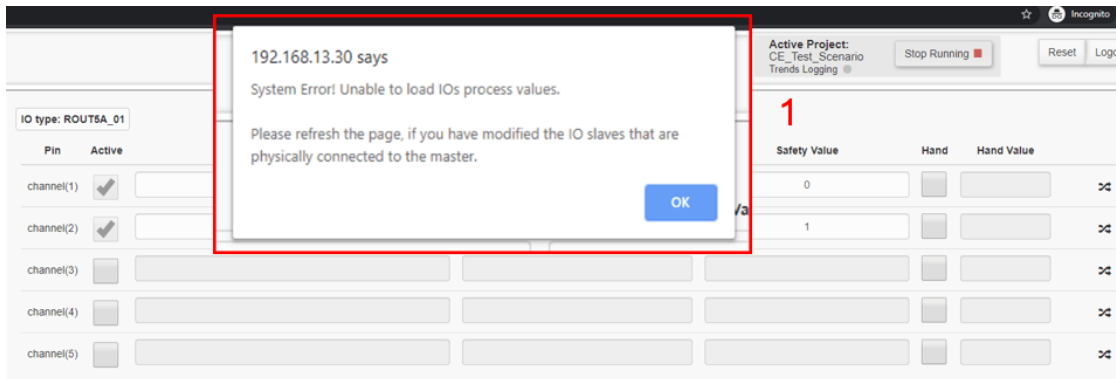 Incognito
192.168.13.30 says
System Error! Unable to load IOs process values.
Please refresh the page, if you have modified the IO slaves that are
physically connected to the master.
OK
Active Project:
CE_Test_Scenario
Trends Logging
Stop Running
Reset
1
IO type: ROUT5A_01
Pin Active Safety Value Hand Hand Value
channel(1) 0
channel(2) 1
channel(3)
channel(4)
channel(5)